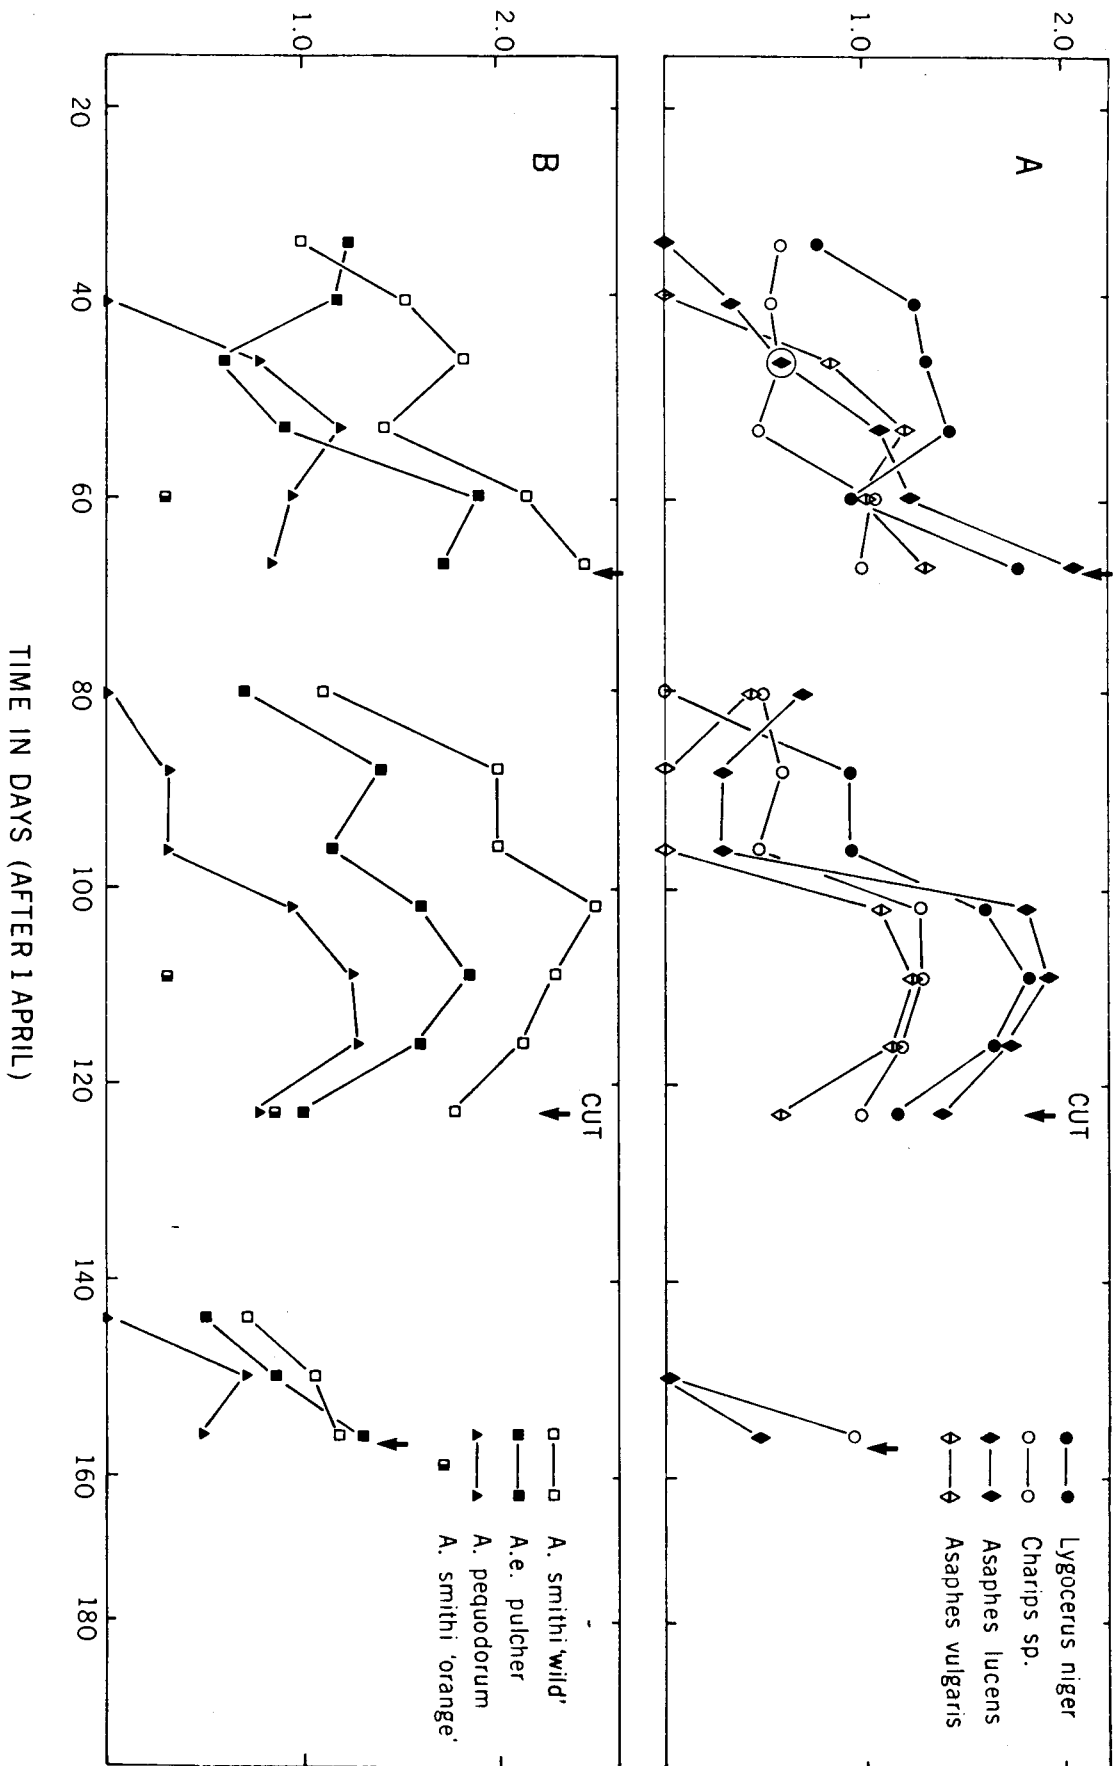 2.0
1.0
A
CUT
Lygocerus niger
Charips sp.
Asaphes lucens
Asaphes vulgaris
2.0
1.0
B
CUT
A. smithi 'wild'
A.e. pulcher
A. pequodorum
A. smithi 'orange'
20 40 60 80 100 120 140 160 180
TIME IN DAYS (AFTER 1 APRIL)